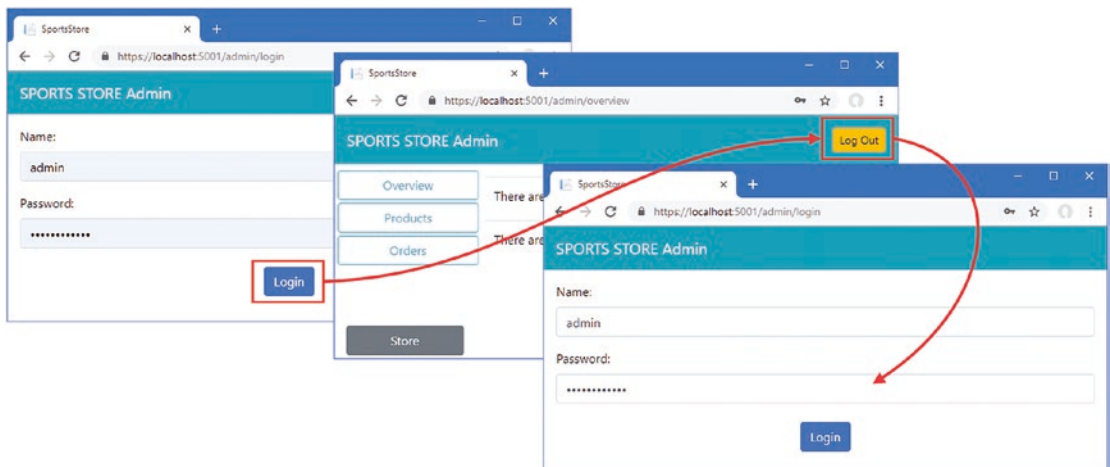 SportsStore
https://localhost:5001/admin/login
SPORTS STORE Admin
Name:
admin
Password:
••••••••••••
Login
SportsStore
https://localhost:5001/admin/overview
SPORTS STORE Admin
Log Out
Overview
Products
Orders
There are
There are
Store
SportsStore
https://localhost:5001/admin/login
SPORTS STORE Admin
Name:
admin
Password:
••••••••••••
Login